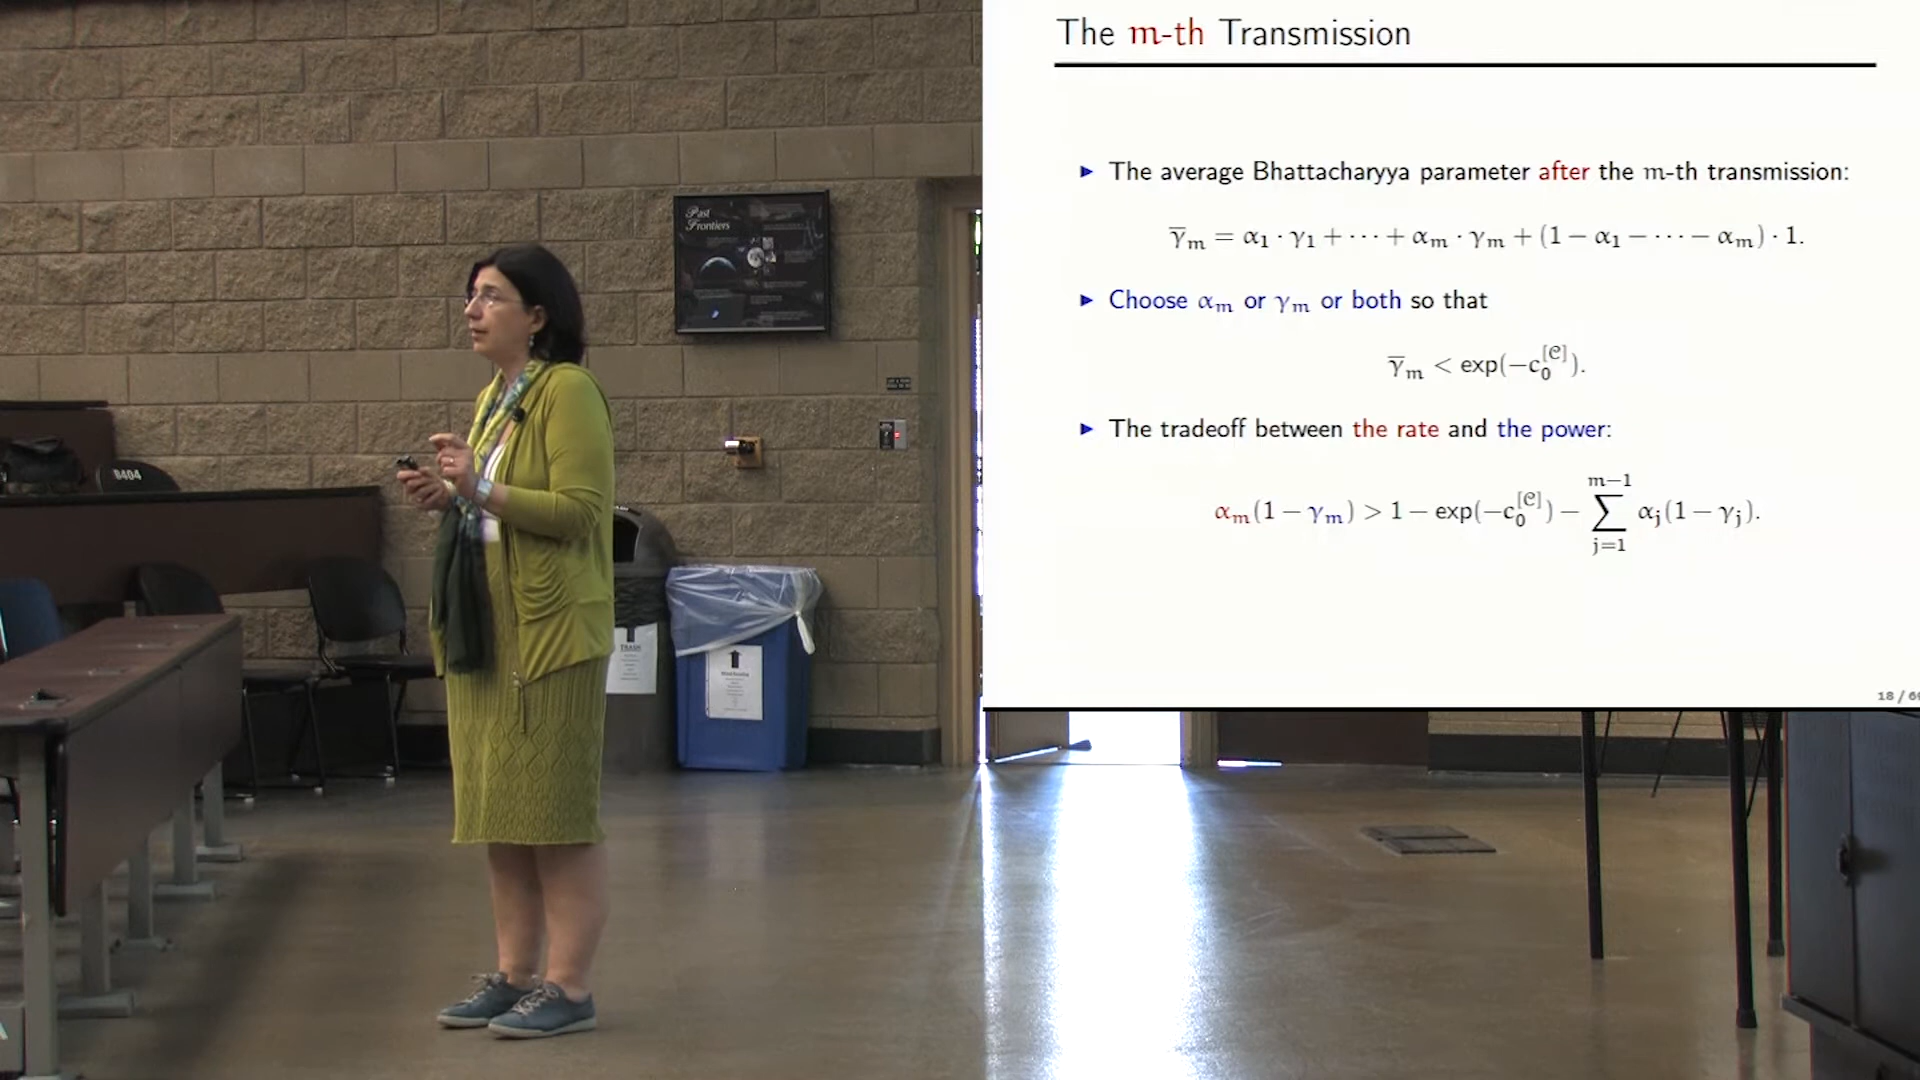 The m-th Transmission
► The average Bhattacharyya parameter after the m-th transmission:
γ̅ₘ = α₁ · γ₁ + ··· + αₘ · γₘ + (1 − α₁ − ··· − αₘ) · 1.
► Choose αₘ or γₘ or both so that
γ̅ₘ < exp(−c₀^[𝒞]).
► The tradeoff between the rate and the power:
αₘ(1 − γₘ) > 1 − exp(−c₀^[𝒞]) − ∑_{j=1}^{m−1} αⱼ(1 − γⱼ).
18 / 6
Past
Frontiers
B404
TRASH